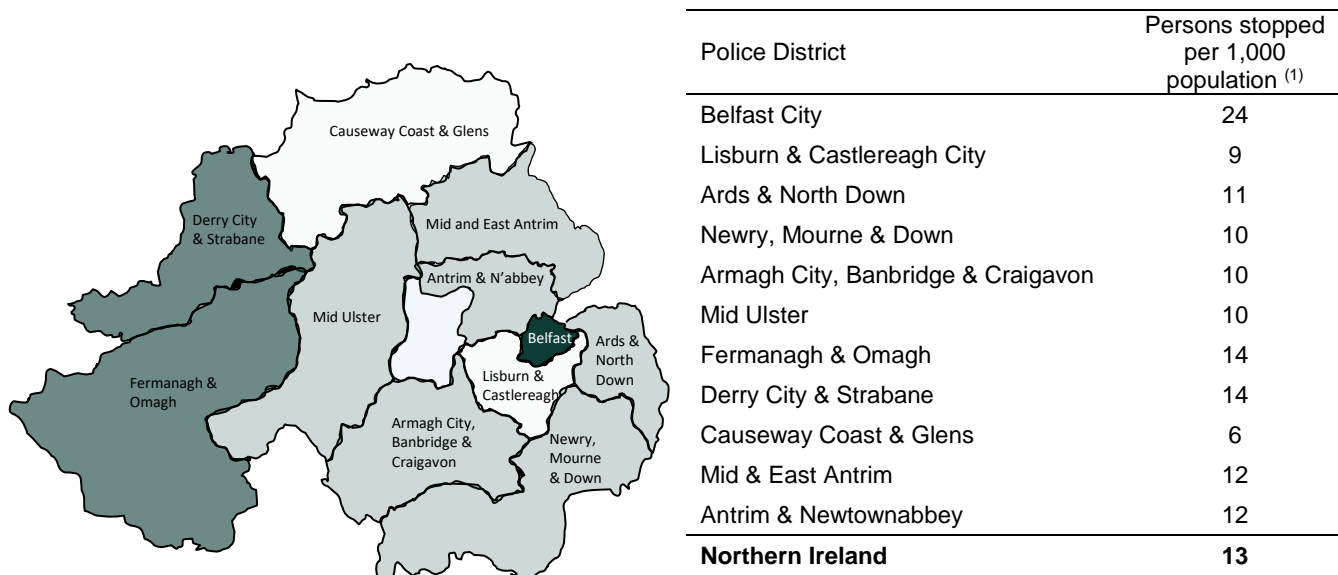 Causeway Coast & Glens
Derry City
& Strabane
Mid and East Antrim
Antrim & N'abbey
Mid Ulster
Belfast
Ards &
North
Down
Fermanagh &
Omagh
Lisburn &
Castlereagh
Armagh City,
Banbridge &
Craigavon
Newry,
Mourne
& Down
Police District
Persons stopped
per 1,000
population (1)
Belfast City 24
Lisburn & Castlereagh City 9
Ards & North Down 11
Newry, Mourne & Down 10
Armagh City, Banbridge & Craigavon 10
Mid Ulster 10
Fermanagh & Omagh 14
Derry City & Strabane 14
Causeway Coast & Glens 6
Mid & East Antrim 12
Antrim & Newtownabbey 12
Northern Ireland 13